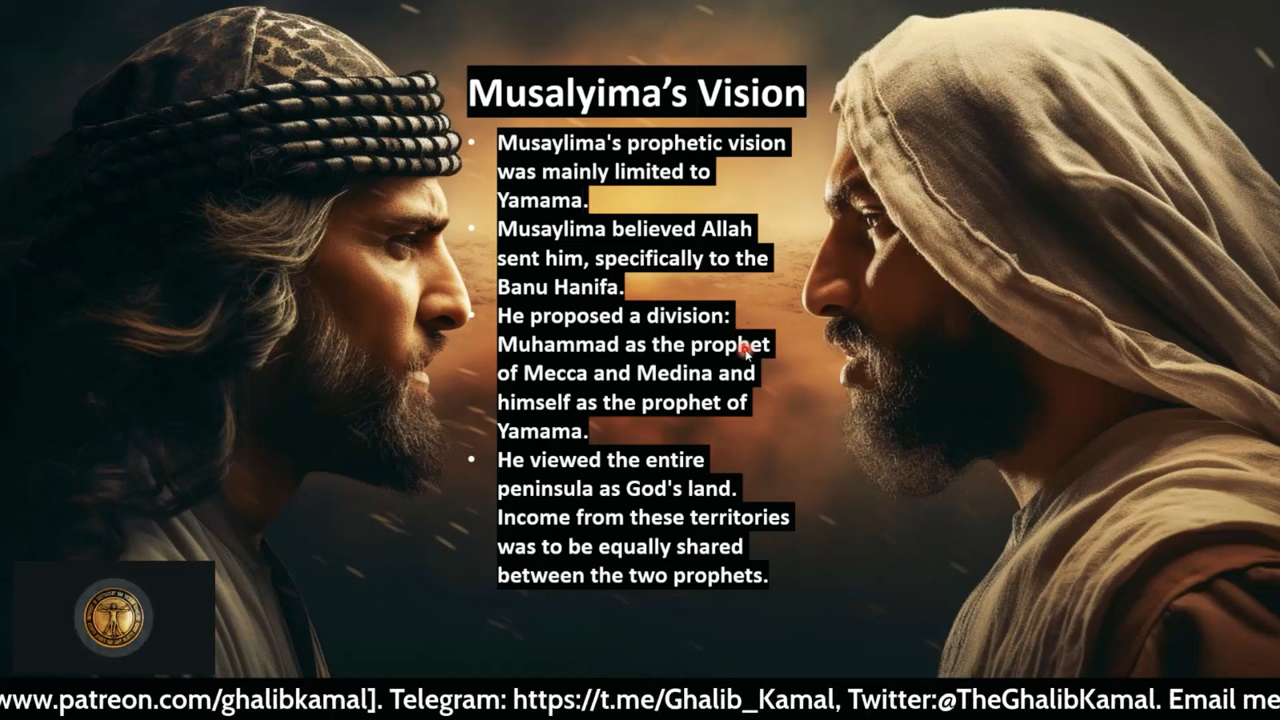 Musalyima’s Vision
• Musaylima's prophetic vision
was mainly limited to
Yamama.
• Musaylima believed Allah
sent him, specifically to the
Banu Hanifa.
• He proposed a division:
Muhammad as the prophet
of Mecca and Medina and
himself as the prophet of
Yamama.
• He viewed the entire
peninsula as God's land.
Income from these territories
was to be equally shared
between the two prophets.
www.patreon.com/ghalibkamal]. Telegram: https://t.me/Ghalib_Kamal, Twitter:@TheGhalibKamal. Email me